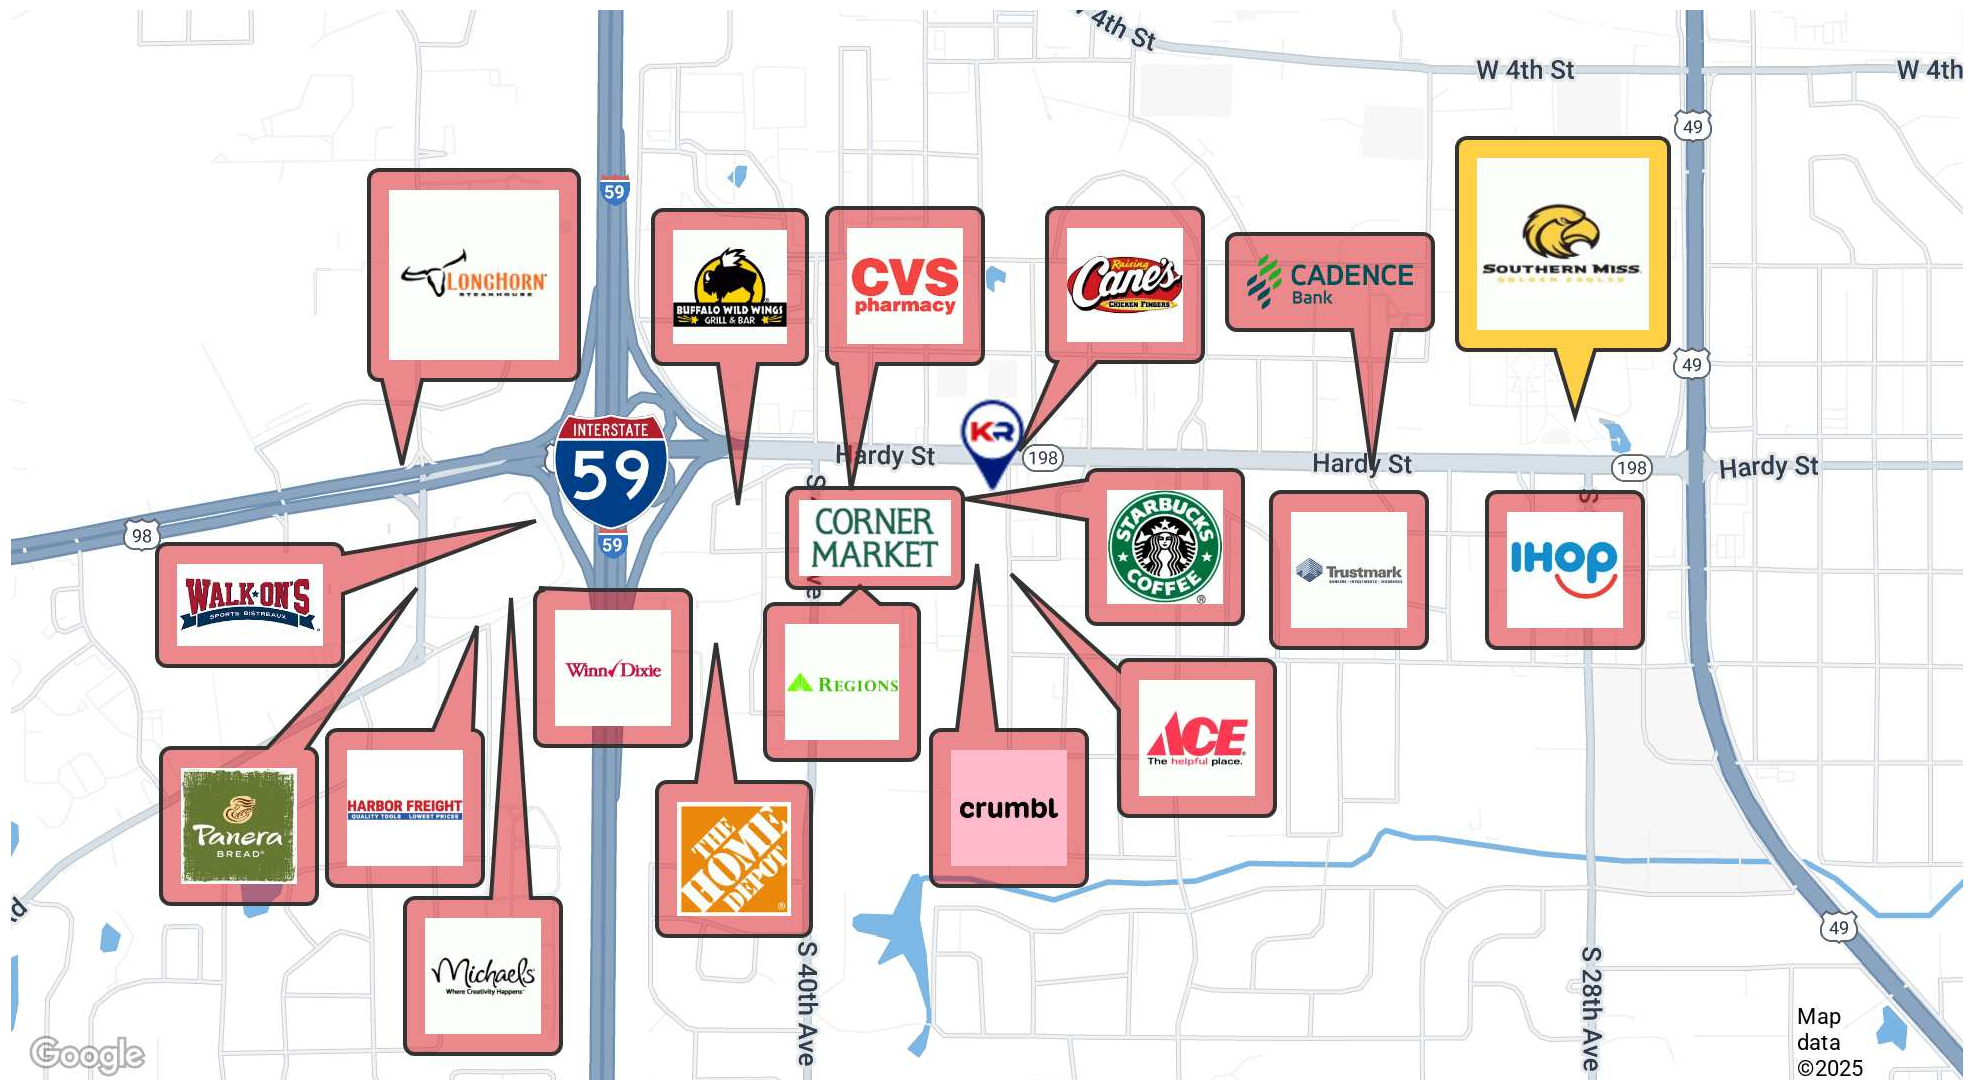 W 4th St
W 4th St
W 4th
49
59
LONGHORN
STEAKHOUSE
BUFFALO WILD WINGS
GRILL & BAR
CVS
pharmacy
Raising
Cane's
CHICKEN FINGERS
CADENCE
Bank
SOUTHERN MISS
GOLDEN EAGLES
49
KR
INTERSTATE
59
Hardy St
198
Hardy St
198
Hardy St
98
59
CORNER
MARKET
STARBUCKS
COFFEE
®
Trustmark
IHOP
WALK-ON'S
SPORTS BISTREAUX
Winn Dixie
REGIONS
ACE
The helpful place.
Panera
BREAD®
HARBOR FREIGHT
QUALITY TOOLS LOWEST PRICES
THE
HOME
DEPOT
®
crumbl
Michaels
Where Creativity Happens
S 40th Ave
S 28th Ave
49
Map
data
©2025
Google